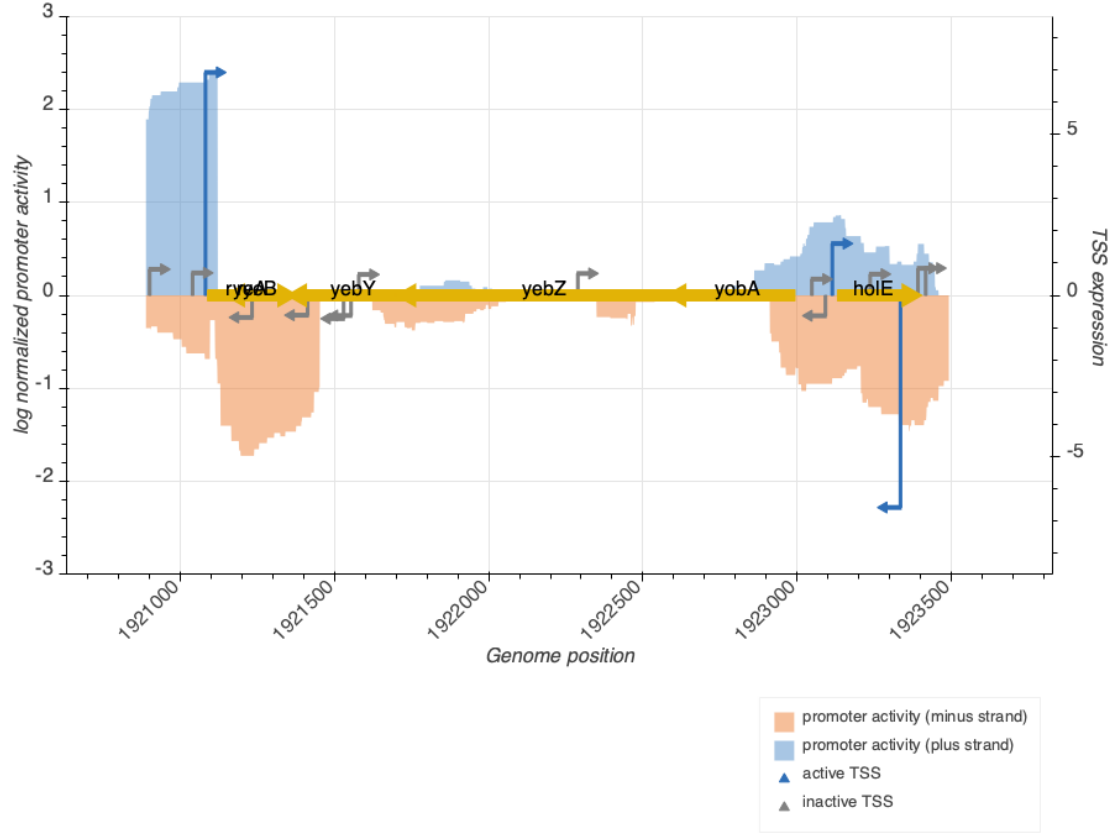 3
2
1
0
-1
-2
-3
log normalized promoter activity
5
0
-5
TSS expression
yebY
yebZ
yobA
holE
1921000
1921500
1922000
1922500
1923000
1923500
Genome position
promoter activity (minus strand)
promoter activity (plus strand)
active TSS
inactive TSS